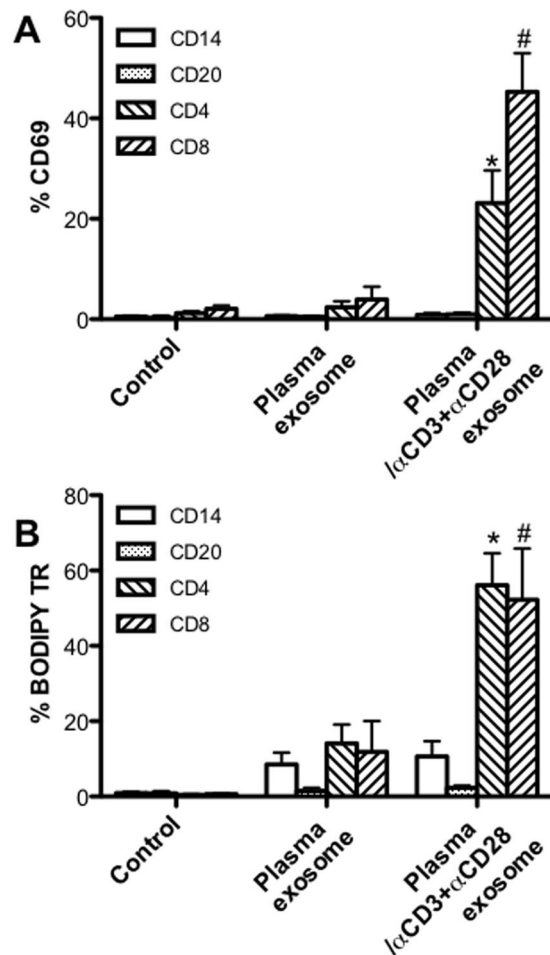 A
% CD69
60
40
20
0
CD14
CD20
CD4
CD8
*
#
Control
Plasma
exosome
Plasma
/αCD3+αCD28
exosome
B
% BODIPY TR
80
60
40
20
0
CD14
CD20
CD4
CD8
*
#
Control
Plasma
exosome
Plasma
/αCD3+αCD28
exosome